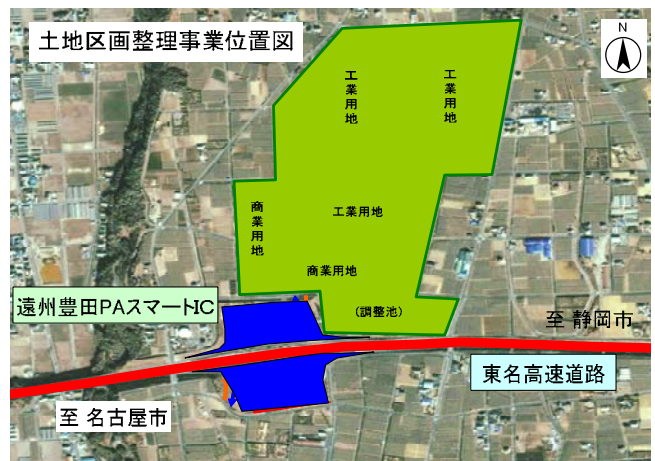 土地区画整理事業位置図
N
工業用地
工業用地
商業用地
工業用地
商業用地
(調整池)
遠州豊田PAスマートIC
至 静岡市
東名高速道路
至 名古屋市